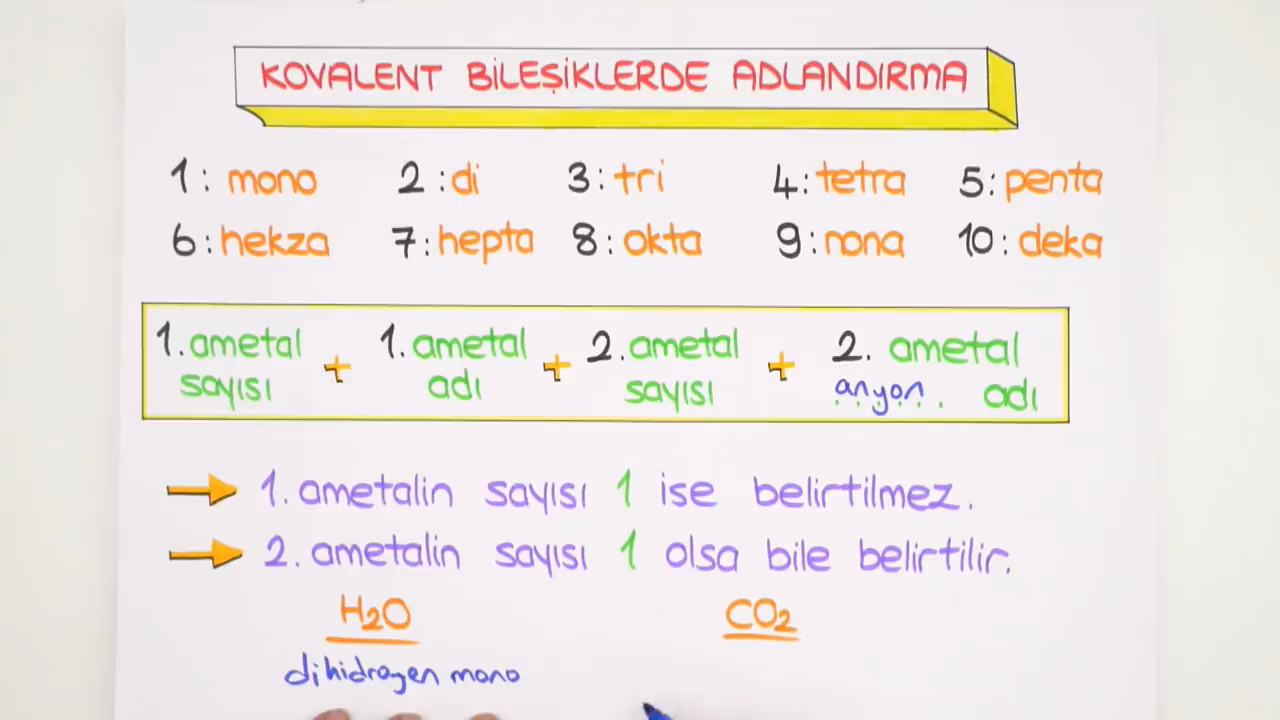 KOVALENT BİLEŞİKLERDE ADLANDIRMA
1: mono 2: di 3: tri 4: tetra 5: penta
6: hekza 7: hepta 8: okta 9: nona 10: deka
1. ametal + 1. ametal + 2. ametal + 2. ametal
sayısı adı sayısı anyon adı
1. ametalin sayısı 1 ise belirtilmez.
2. ametalin sayısı 1 olsa bile belirtilir.
H₂O CO₂
dihidrogen mono